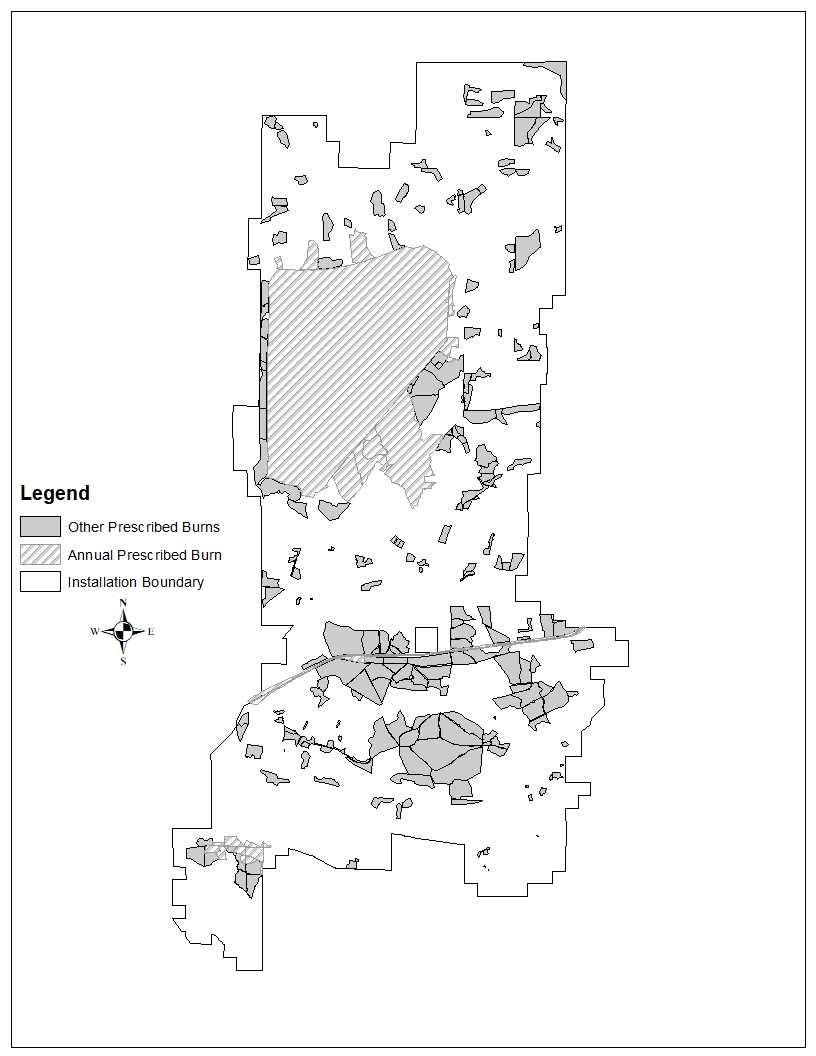 Legend
Other Prescribed Burns
Annual Prescribed Burn
Installation Boundary
N
W E
S